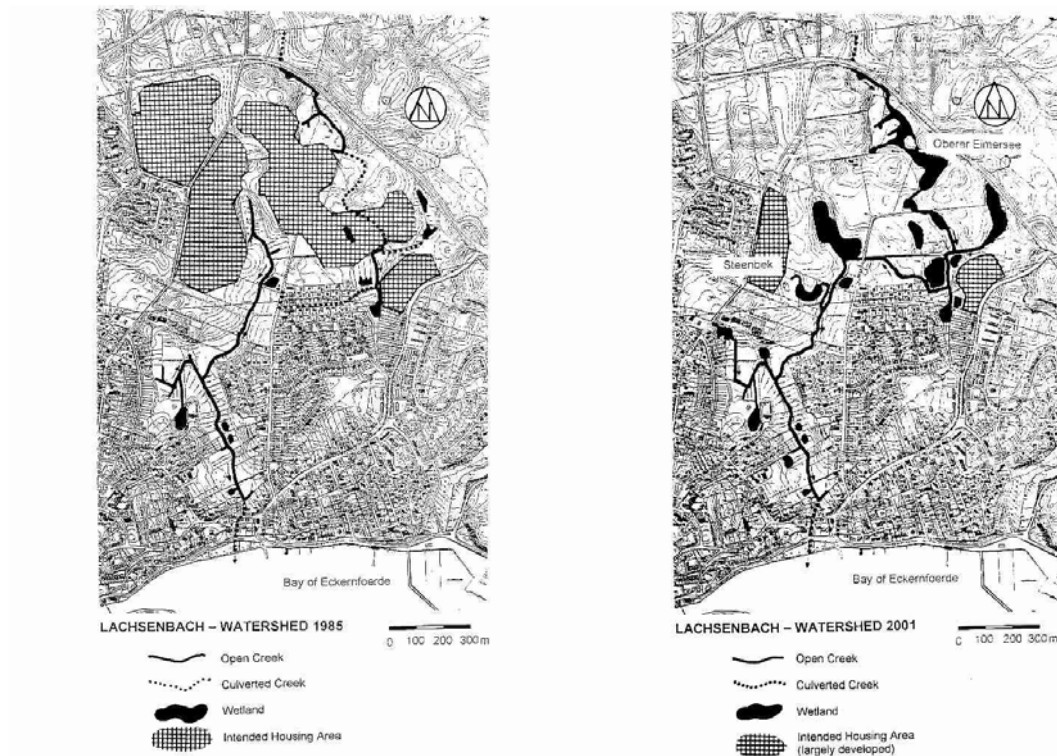 Bay of Eckernfoerde
LACHSENBACH – WATERSHED 1985
0 100 200 300 m
Open Creek
Culverted Creek
Wetland
Intended Housing Area
Oberer Eimersee
Steenbek
Bay of Eckernfoerde
LACHSENBACH – WATERSHED 2001
0 100 200 300 m
Open Creek
Culverted Creek
Wetland
Intended Housing Area
(largely developed)